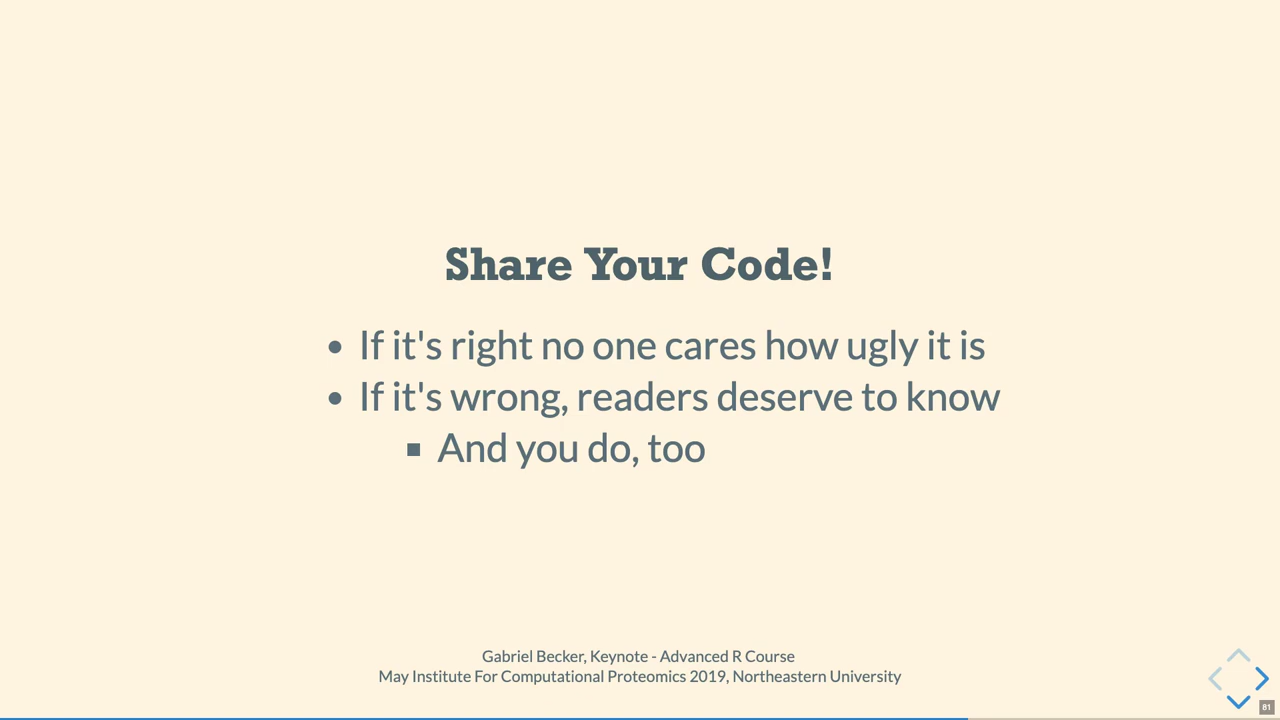 Share Your Code!
If it's right no one cares how ugly it is
If it's wrong, readers deserve to know
And you do, too
Gabriel Becker, Keynote - Advanced R Course
May Institute For Computational Proteomics 2019, Northeastern University
81